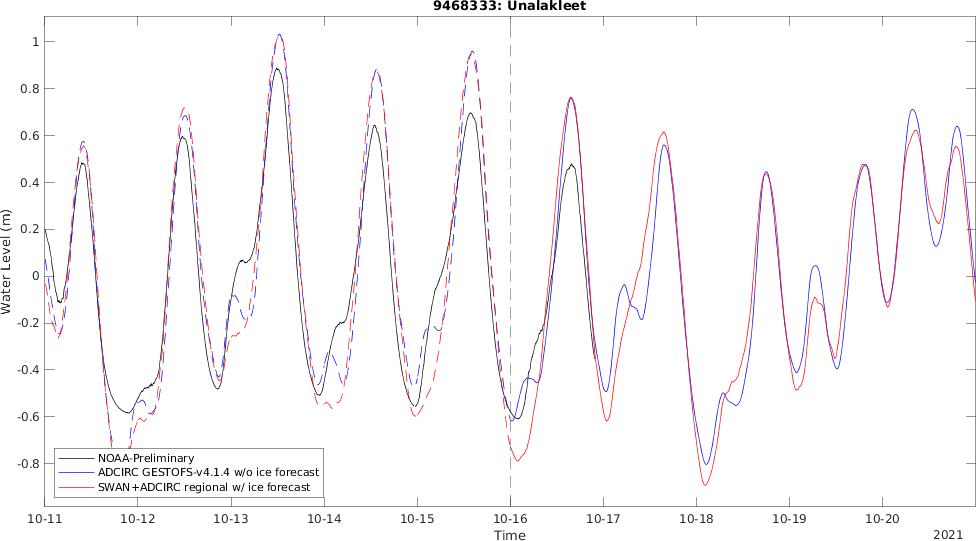 9468333: Unalakleet
Water Level (m)
1
0.8
0.6
0.4
0.2
0
-0.2
-0.4
-0.6
-0.8
NOAA-Preliminary
ADCIRC GESTOFS-v4.1.4 w/o ice forecast
SWAN+ADCIRC regional w/ ice forecast
10-11 10-12 10-13 10-14 10-15 10-16 10-17 10-18 10-19 10-20
Time
2021